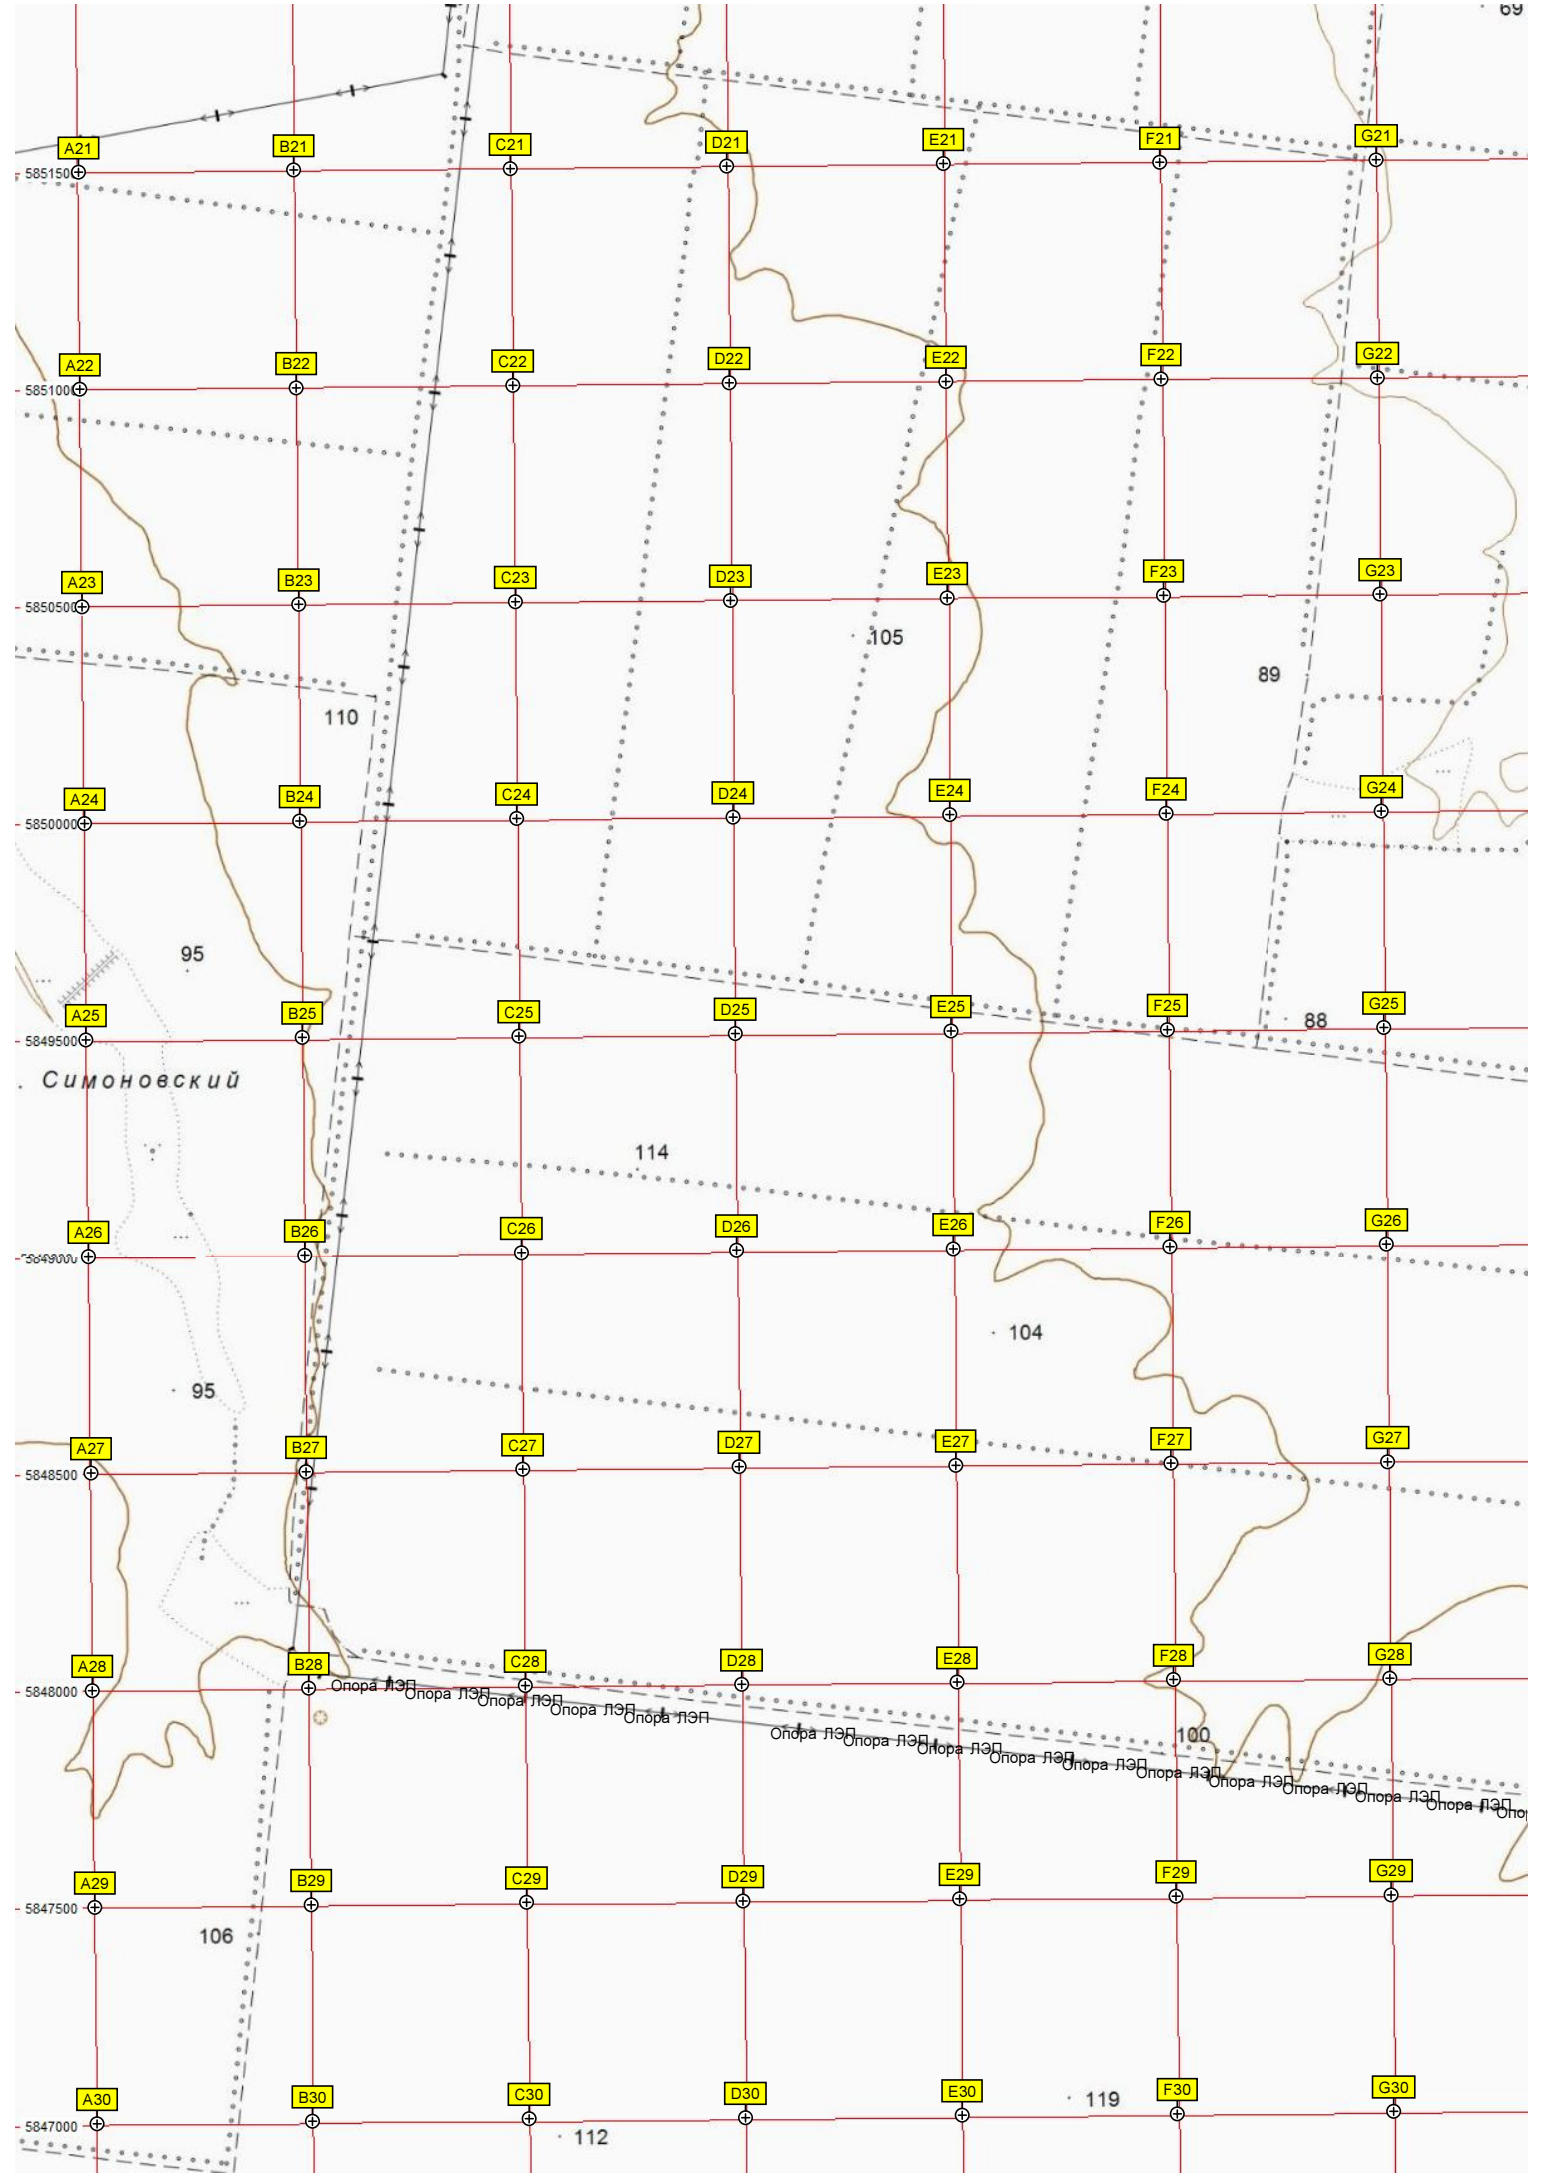 69
A21 B21 C21 D21 E21 F21 G21
5851500
A22 B22 C22 D22 E22 F22 G22
5851000
A23 B23 C23 D23 E23 F23 G23
5850500
105
89
110
A24 B24 C24 D24 E24 F24 G24
5850000
95
A25 B25 C25 D25 E25 F25 G25
88
5849500
. Симоновский
114
A26 B26 C26 D26 E26 F26 G26
5849000
104
95
A27 B27 C27 D27 E27 F27 G27
5848500
A28 B28 C28 D28 E28 F28 G28
5848000
Опора ЛЭП
Опора ЛЭП
Опора ЛЭП
Опора ЛЭП
Опора ЛЭП
Опора ЛЭП
100
Опора ЛЭП
Опора ЛЭП
Опора ЛЭП
Опора ЛЭП
Опора ЛЭП
Опора ЛЭП
Опора ЛЭП
Опора ЛЭП
Опора ЛЭП
Опо
A29 B29 C29 D29 E29 F29 G29
5847500
106
A30 B30 C30 D30 E30 F30 G30
119
5847000
112